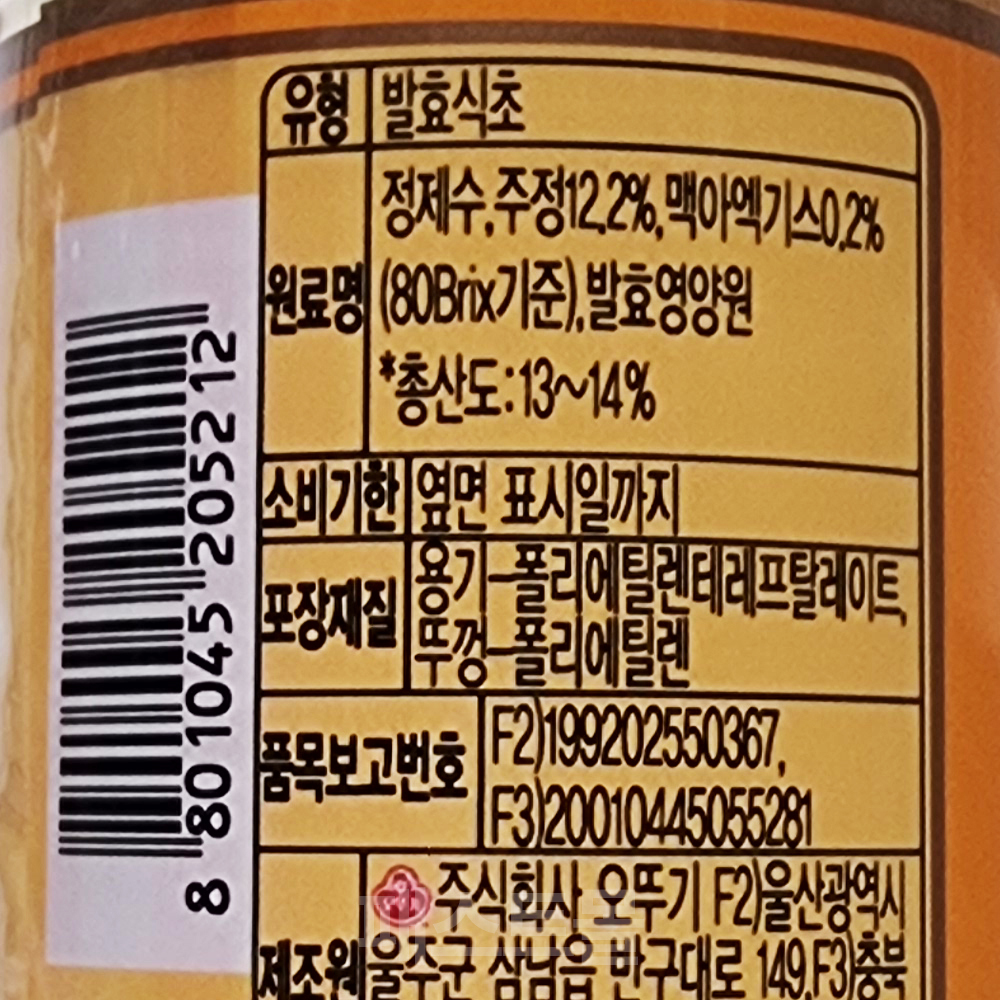 유형 발효식초
정제수,주정12.2%,맥아엑기스0.2%
원료명 (80Brix기준),발효영양원
*총산도:13~14%
소비기한 옆면 표시일까지
용기-폴리에틸렌테레프탈레이트,
포장재질
뚜껑-폴리에틸렌
F2)199202550367,
품목보고번호
F3)20010445055281
주식회사 오뚜기 F2)울산광역시
제조원 울주군 삼남읍 반구대로 149,F3)충북
8 801045 205212